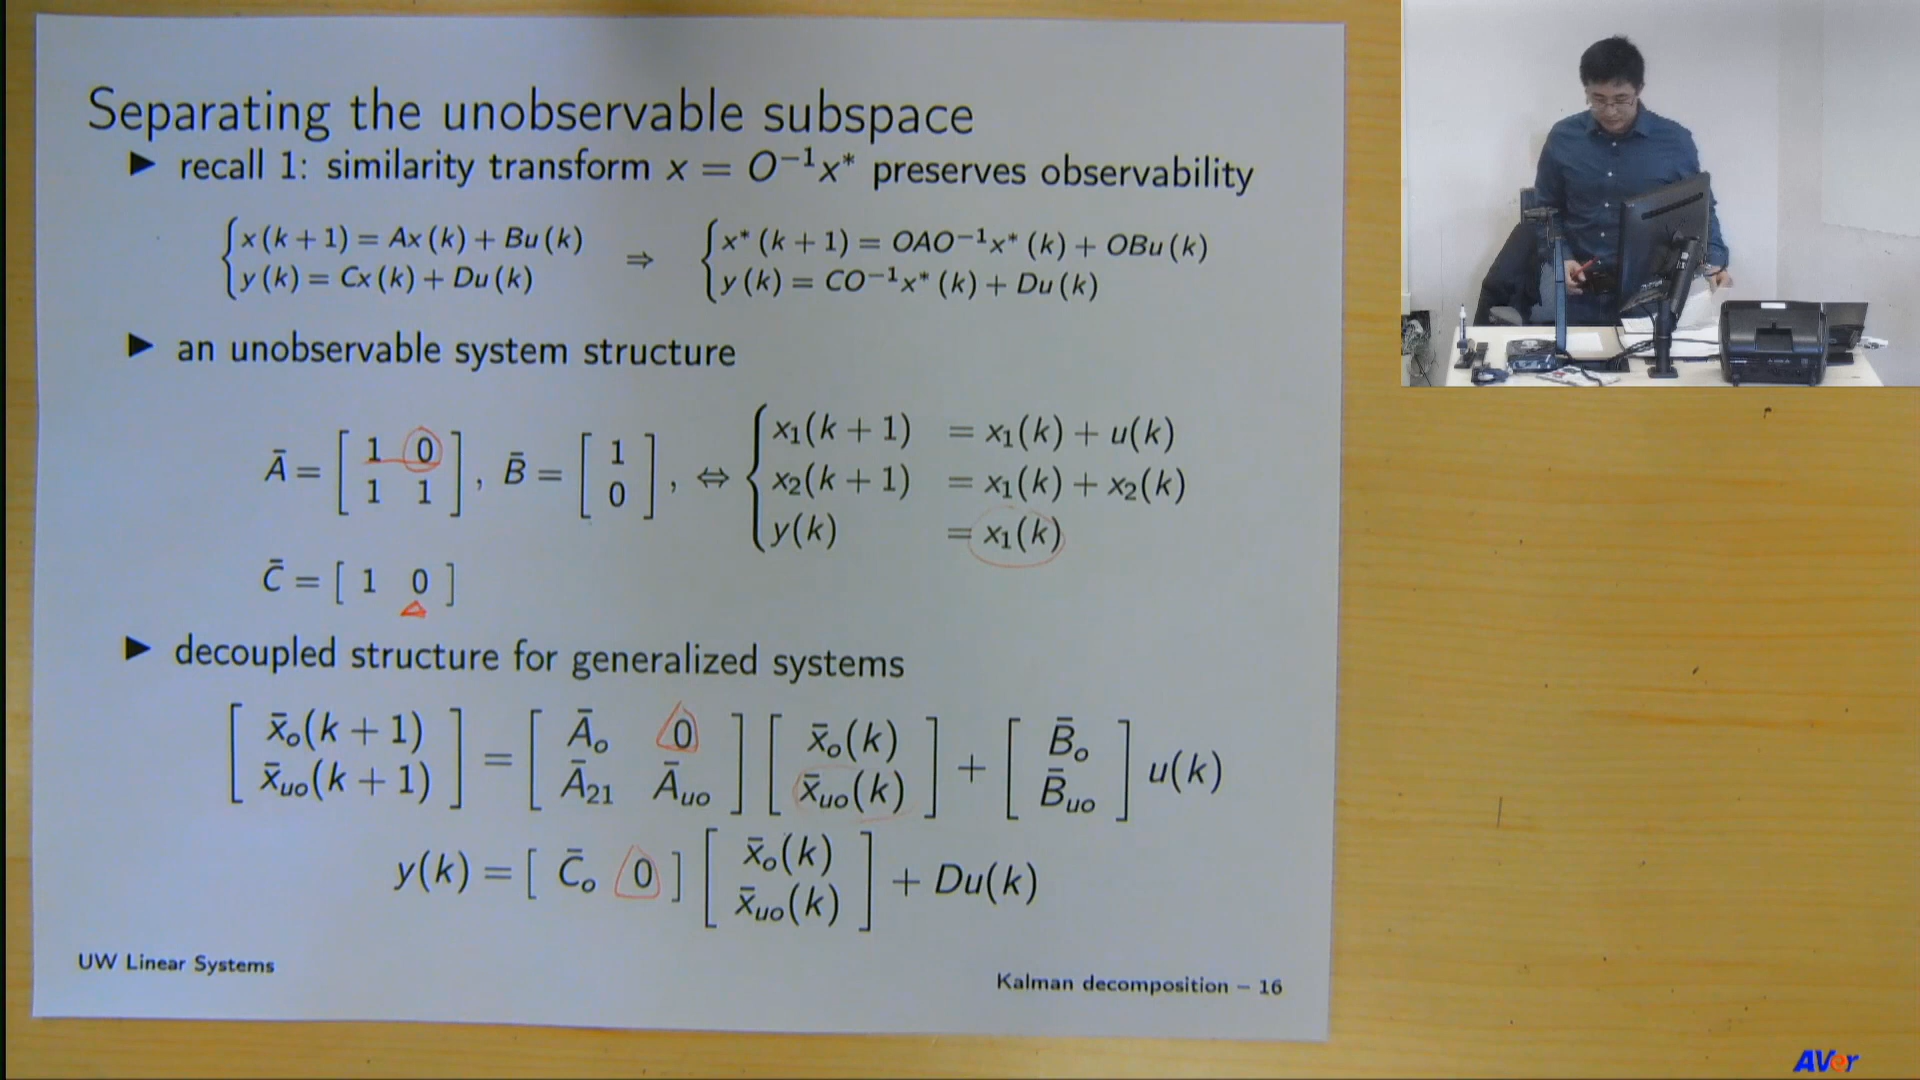 Separating the unobservable subspace
▶ recall 1: similarity transform x = O⁻¹x* preserves observability
{ x(k + 1) = Ax(k) + Bu(k) ⇒ { x*(k + 1) = OAO⁻¹x*(k) + OBu(k)
y(k) = Cx(k) + Du(k) y(k) = CO⁻¹x*(k) + Du(k)
▶ an unobservable system structure
Ā = [ 1 0 ; 1 1 ], B̄ = [ 1 ; 0 ], ⇔ { x₁(k + 1) = x₁(k) + u(k)
x₂(k + 1) = x₁(k) + x₂(k)
y(k) = x₁(k)
C̄ = [ 1 0 ]
▶ decoupled structure for generalized systems
[ x̄ₒ(k + 1) ; x̄ᵤₒ(k + 1) ] = [ Āₒ 0 ; Ā₂₁ Āᵤₒ ] [ x̄ₒ(k) ; x̄ᵤₒ(k) ] + [ B̄ₒ ; B̄ᵤₒ ] u(k)
y(k) = [ C̄ₒ 0 ] [ x̄ₒ(k) ; x̄ᵤₒ(k) ] + Du(k)
UW Linear Systems
Kalman decomposition – 16
AVer